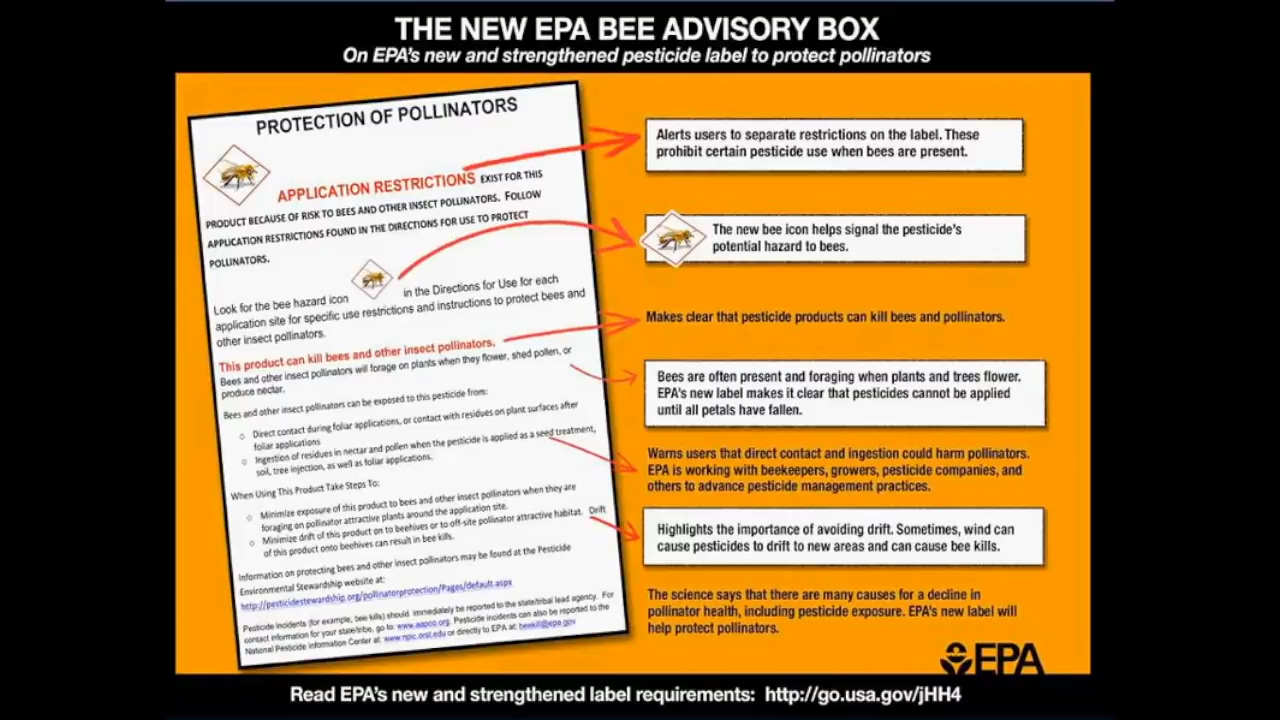 THE NEW EPA BEE ADVISORY BOX
On EPA's new and strengthened pesticide label to protect pollinators
PROTECTION OF POLLINATORS
APPLICATION RESTRICTIONS EXIST FOR THIS
PRODUCT BECAUSE OF RISK TO BEES AND OTHER INSECT POLLINATORS. FOLLOW
APPLICATION RESTRICTIONS FOUND IN THE DIRECTIONS FOR USE TO PROTECT
POLLINATORS.
Look for the bee hazard icon in the Directions for Use for each
application site for specific use restrictions and instructions to protect bees and
other insect pollinators.
This product can kill bees and other insect pollinators.
Bees and other insect pollinators will forage on plants when they flower, shed pollen, or
produce nectar.
Bees and other insect pollinators can be exposed to this pesticide from:
○ Direct contact during foliar applications, or contact with residues on plant surfaces after
foliar applications
○ Ingestion of residues in nectar and pollen when the pesticide is applied as a seed treatment,
soil, tree injection, as well as foliar applications.
When Using This Product Take Steps To:
○ Minimize exposure of this product to bees and other insect pollinators when they are
foraging on pollinator attractive plants around the application site.
○ Minimize drift of this product on to beehives or to off-site pollinator attractive habitat. Drift
of this product onto beehives can result in bee kills.
Information on protecting bees and other insect pollinators may be found at the Pesticide
Environmental Stewardship website at:
http://pesticidestewardship.org/pollinatorprotection/Pages/default.aspx
Pesticide incidents (for example, bee kills) should immediately be reported to the state/tribal lead agency. For
contact information for your state/tribe, go to: www.aapco.org. Pesticide incidents can also be reported to the
National Pesticide Information Center at: www.npic.orst.edu or directly to EPA at: beekill@epa.gov
Alerts users to separate restrictions on the label. These
prohibit certain pesticide use when bees are present.
The new bee icon helps signal the pesticide's
potential hazard to bees.
Makes clear that pesticide products can kill bees and pollinators.
Bees are often present and foraging when plants and trees flower.
EPA's new label makes it clear that pesticides cannot be applied
until all petals have fallen.
Warns users that direct contact and ingestion could harm pollinators.
EPA is working with beekeepers, growers, pesticide companies, and
others to advance pesticide management practices.
Highlights the importance of avoiding drift. Sometimes, wind can
cause pesticides to drift to new areas and can cause bee kills.
The science says that there are many causes for a decline in
pollinator health, including pesticide exposure. EPA's new label will
help protect pollinators.
EPA
Read EPA's new and strengthened label requirements: http://go.usa.gov/jHH4